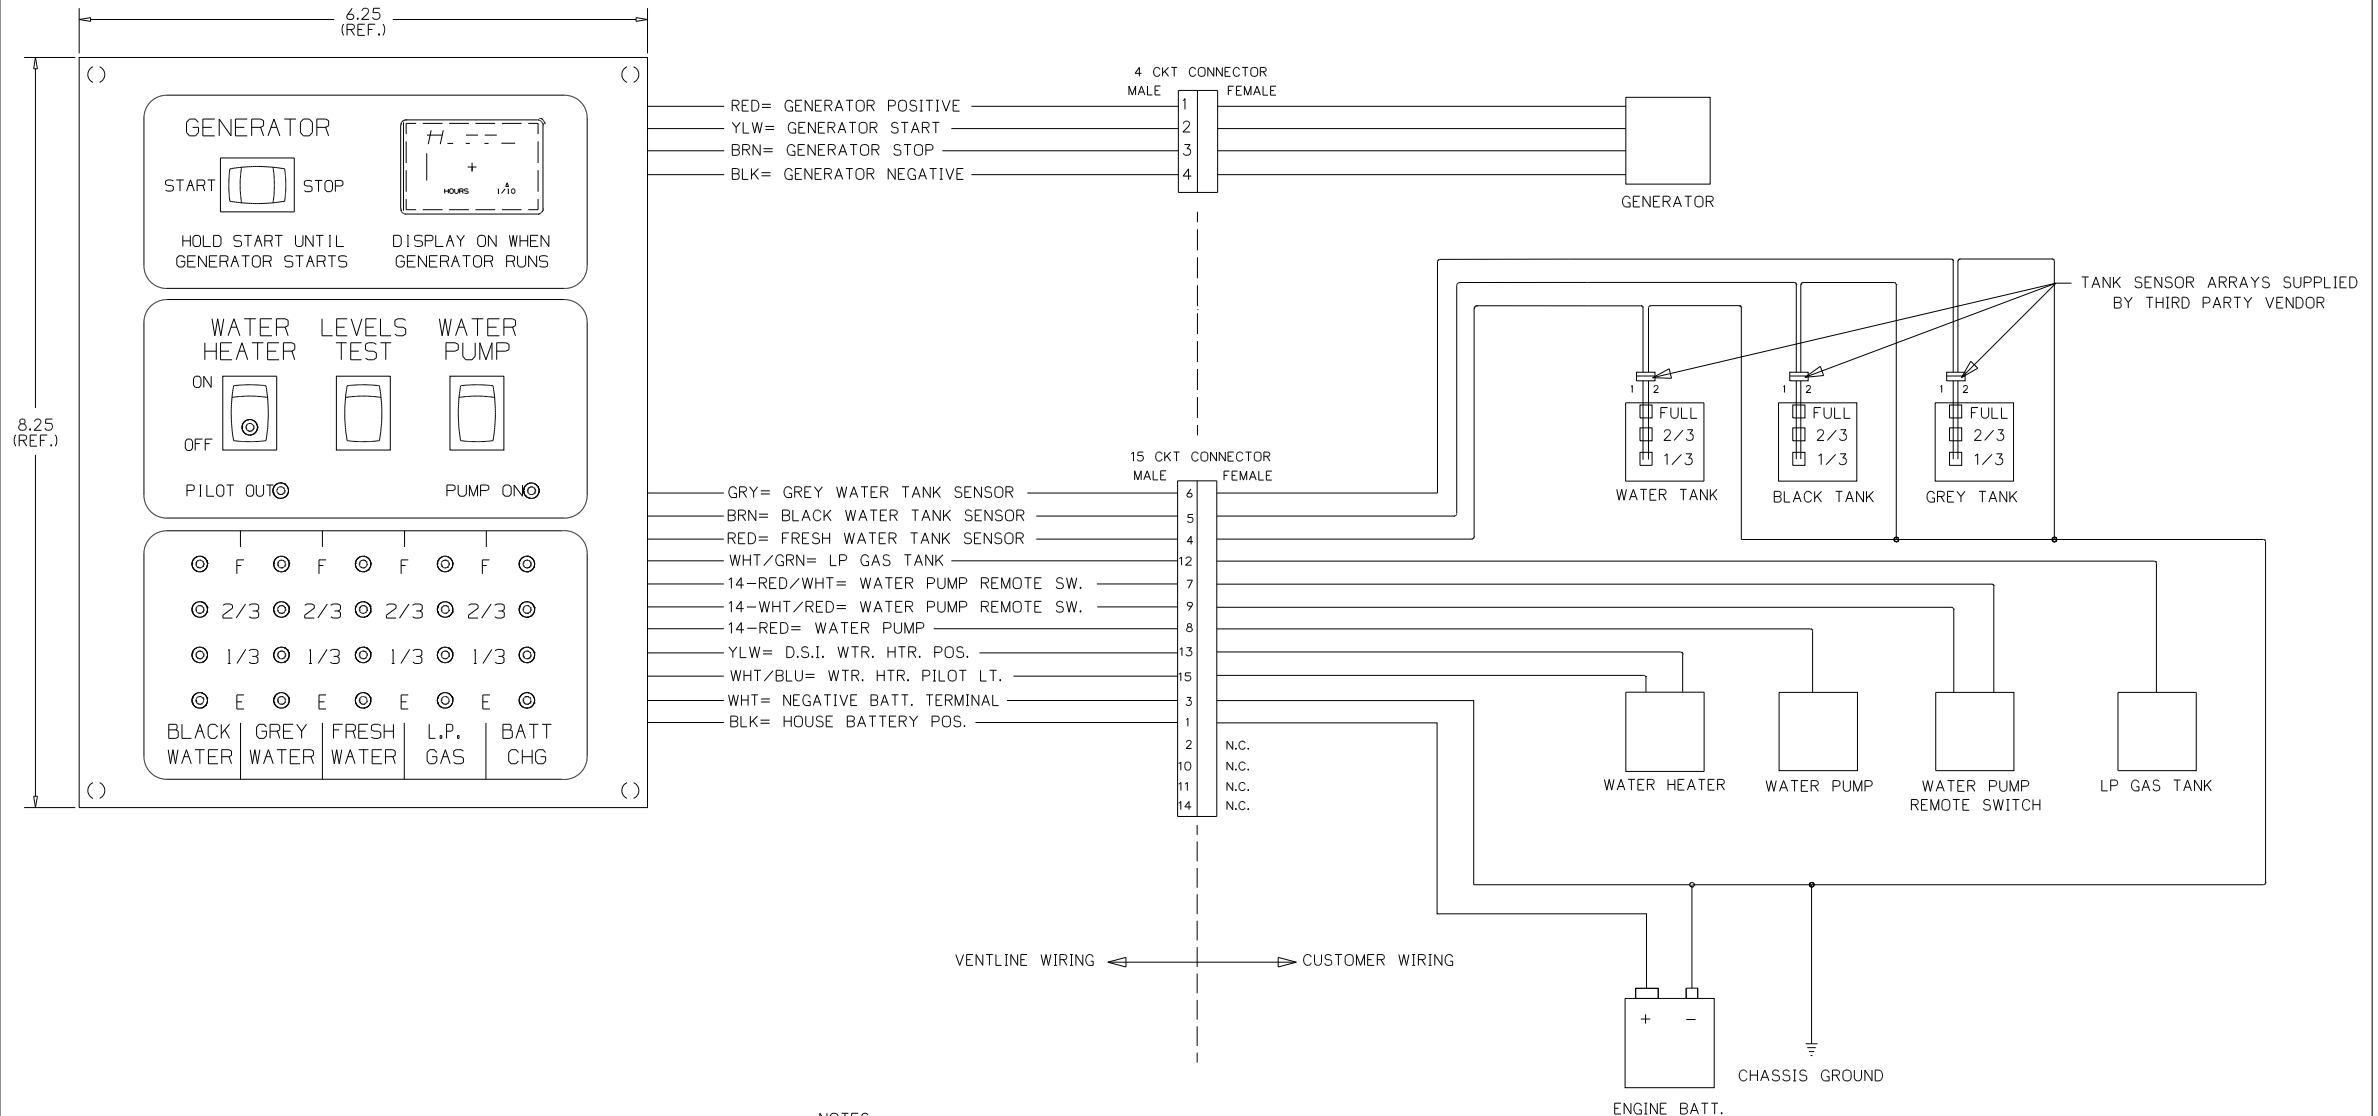 6.25
(REF.)
8.25
(REF.)
GENERATOR
START
STOP
H.
HOURS 1/10
HOLD START UNTIL
GENERATOR STARTS
DISPLAY ON WHEN
GENERATOR RUNS
WATER
HEATER
LEVELS
TEST
WATER
PUMP
ON
OFF
PILOT OUT
PUMP ON
F F F F
2/3 2/3 2/3 2/3
1/3 1/3 1/3 1/3
E E E E
BLACK
WATER
GREY
WATER
FRESH
WATER
L.P.
GAS
BATT
CHG
4 CKT CONNECTOR
MALE FEMALE
RED= GENERATOR POSITIVE 1
YLW= GENERATOR START 2
BRN= GENERATOR STOP 3
BLK= GENERATOR NEGATIVE 4
GENERATOR
TANK SENSOR ARRAYS SUPPLIED
BY THIRD PARTY VENDOR
1 2
FULL
2/3
1/3
WATER TANK
1 2
FULL
2/3
1/3
BLACK TANK
1 2
FULL
2/3
1/3
GREY TANK
15 CKT CONNECTOR
MALE FEMALE
GRY= GREY WATER TANK SENSOR 6
BRN= BLACK WATER TANK SENSOR 5
RED= FRESH WATER TANK SENSOR 4
WHT/GRN= LP GAS TANK 12
14-RED/WHT= WATER PUMP REMOTE SW. 7
14-WHT/RED= WATER PUMP REMOTE SW. 9
14-RED= WATER PUMP 8
YLW= D.S.I. WTR. HTR. POS. 13
WHT/BLU= WTR. HTR. PILOT LT. 15
WHT= NEGATIVE BATT. TERMINAL 3
BLK= HOUSE BATTERY POS. 1
2 N.C.
10 N.C.
11 N.C.
14 N.C.
WATER HEATER
WATER PUMP
WATER PUMP
REMOTE SWITCH
LP GAS TANK
VENTLINE WIRING
CUSTOMER WIRING
+ −
ENGINE BATT.
CHASSIS GROUND
NOTES